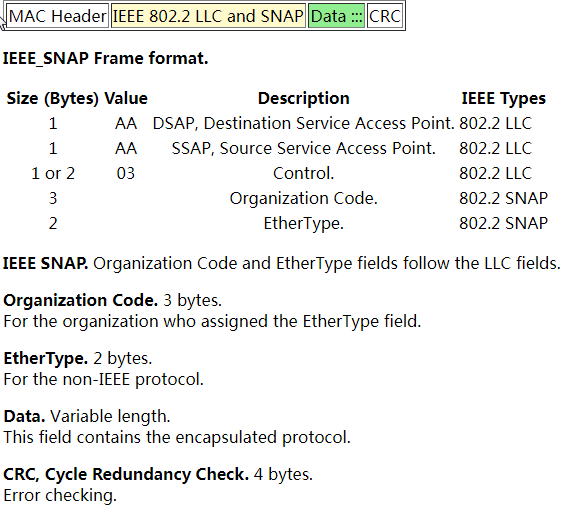 MAC Header IEEE 802.2 LLC and SNAP Data ::: CRC
IEEE_SNAP Frame format.
Size (Bytes) Value Description IEEE Types
1 AA DSAP, Destination Service Access Point. 802.2 LLC
1 AA SSAP, Source Service Access Point. 802.2 LLC
1 or 2 03 Control. 802.2 LLC
3 Organization Code. 802.2 SNAP
2 EtherType. 802.2 SNAP
IEEE SNAP. Organization Code and EtherType fields follow the LLC fields.
Organization Code. 3 bytes.
For the organization who assigned the EtherType field.
EtherType. 2 bytes.
For the non-IEEE protocol.
Data. Variable length.
This field contains the encapsulated protocol.
CRC, Cycle Redundancy Check. 4 bytes.
Error checking.